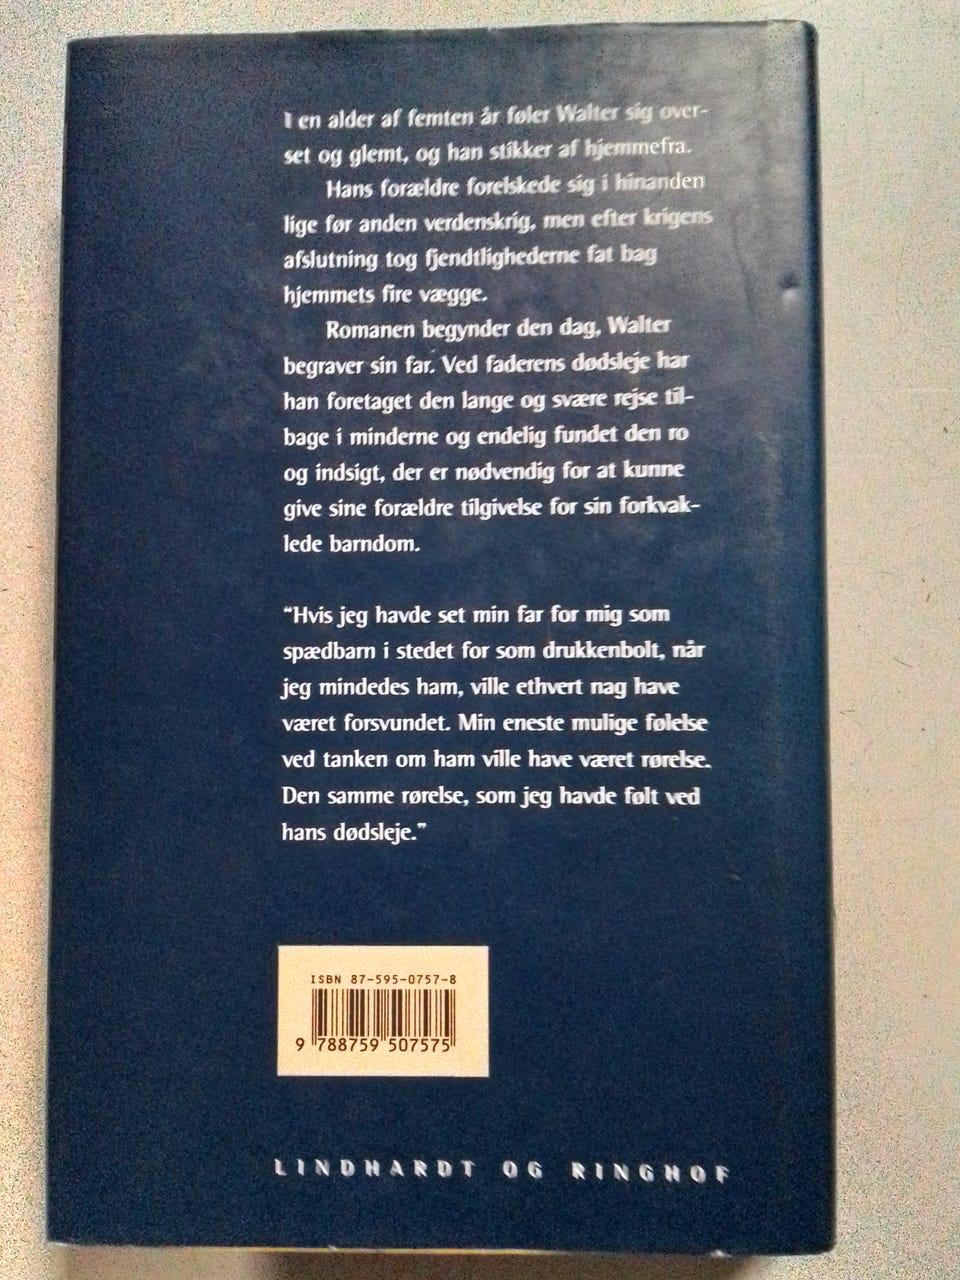 I en alder af femten år føler Walter sig over-
set og glemt, og han stikker af hjemmefra.
Hans forældre forelskede sig i hinanden
lige før anden verdenskrig, men efter krigens
afslutning tog fjendtlighederne fat bag
hjemmets fire vægge.
Romanen begynder den dag, Walter
begraver sin far. Ved faderens dødsleje har
han foretaget den lange og svære rejse til-
bage i minderne og endelig fundet den ro
og indsigt, der er nødvendig for at kunne
give sine forældre tilgivelse for sin forkvak-
lede barndom.
"Hvis jeg havde set min far for mig som
spædbarn i stedet for som drukkenbolt, når
jeg mindedes ham, ville ethvert nag have
været forsvundet. Min eneste mulige følelse
ved tanken om ham ville have været rørelse.
Den samme rørelse, som jeg havde følt ved
hans dødsleje."
ISBN 87-595-0757-8
9 788759 507575
LINDHARDT OG RINGHOF